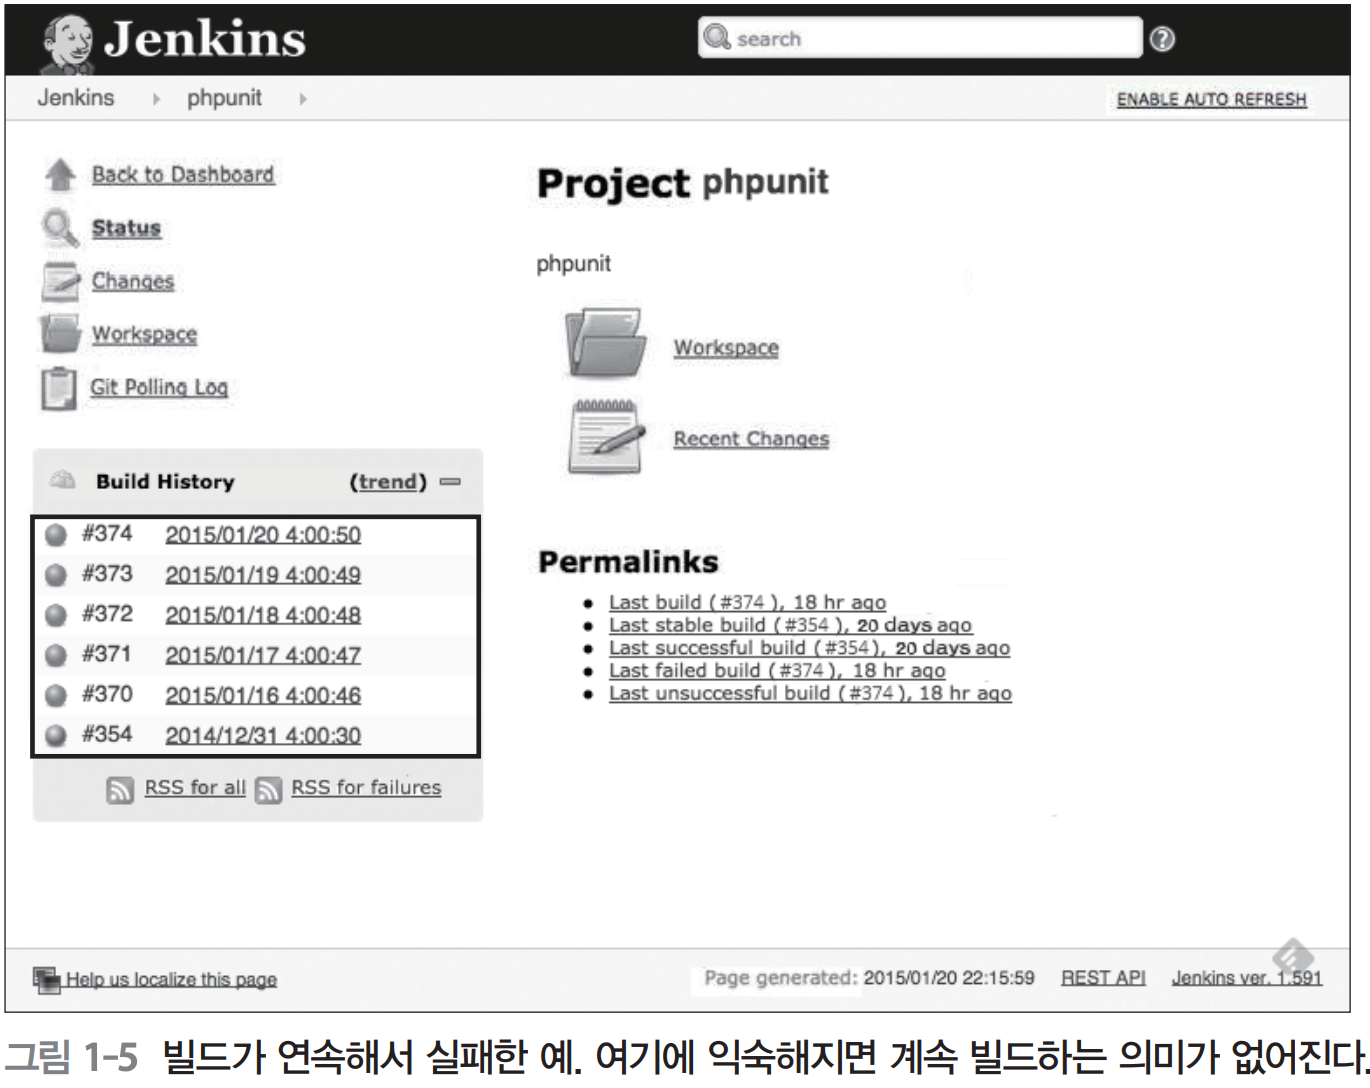 Jenkins
search
?
Jenkins phpunit
ENABLE AUTO REFRESH
Back to Dashboard
Status
Changes
Workspace
Git Polling Log
Build History (trend)
#374 2015/01/20 4:00:50
#373 2015/01/19 4:00:49
#372 2015/01/18 4:00:48
#371 2015/01/17 4:00:47
#370 2015/01/16 4:00:46
#354 2014/12/31 4:00:30
RSS for all RSS for failures
Project phpunit
phpunit
Workspace
Recent Changes
Permalinks
Last build (#374), 18 hr ago
Last stable build (#354), 20 days ago
Last successful build (#354), 20 days ago
Last failed build (#374), 18 hr ago
Last unsuccessful build (#374), 18 hr ago
Help us localize this page
Page generated: 2015/01/20 22:15:59 REST API Jenkins ver. 1.591
그림 1-5 빌드가 연속해서 실패한 예. 여기에 익숙해지면 계속 빌드하는 의미가 없어진다.